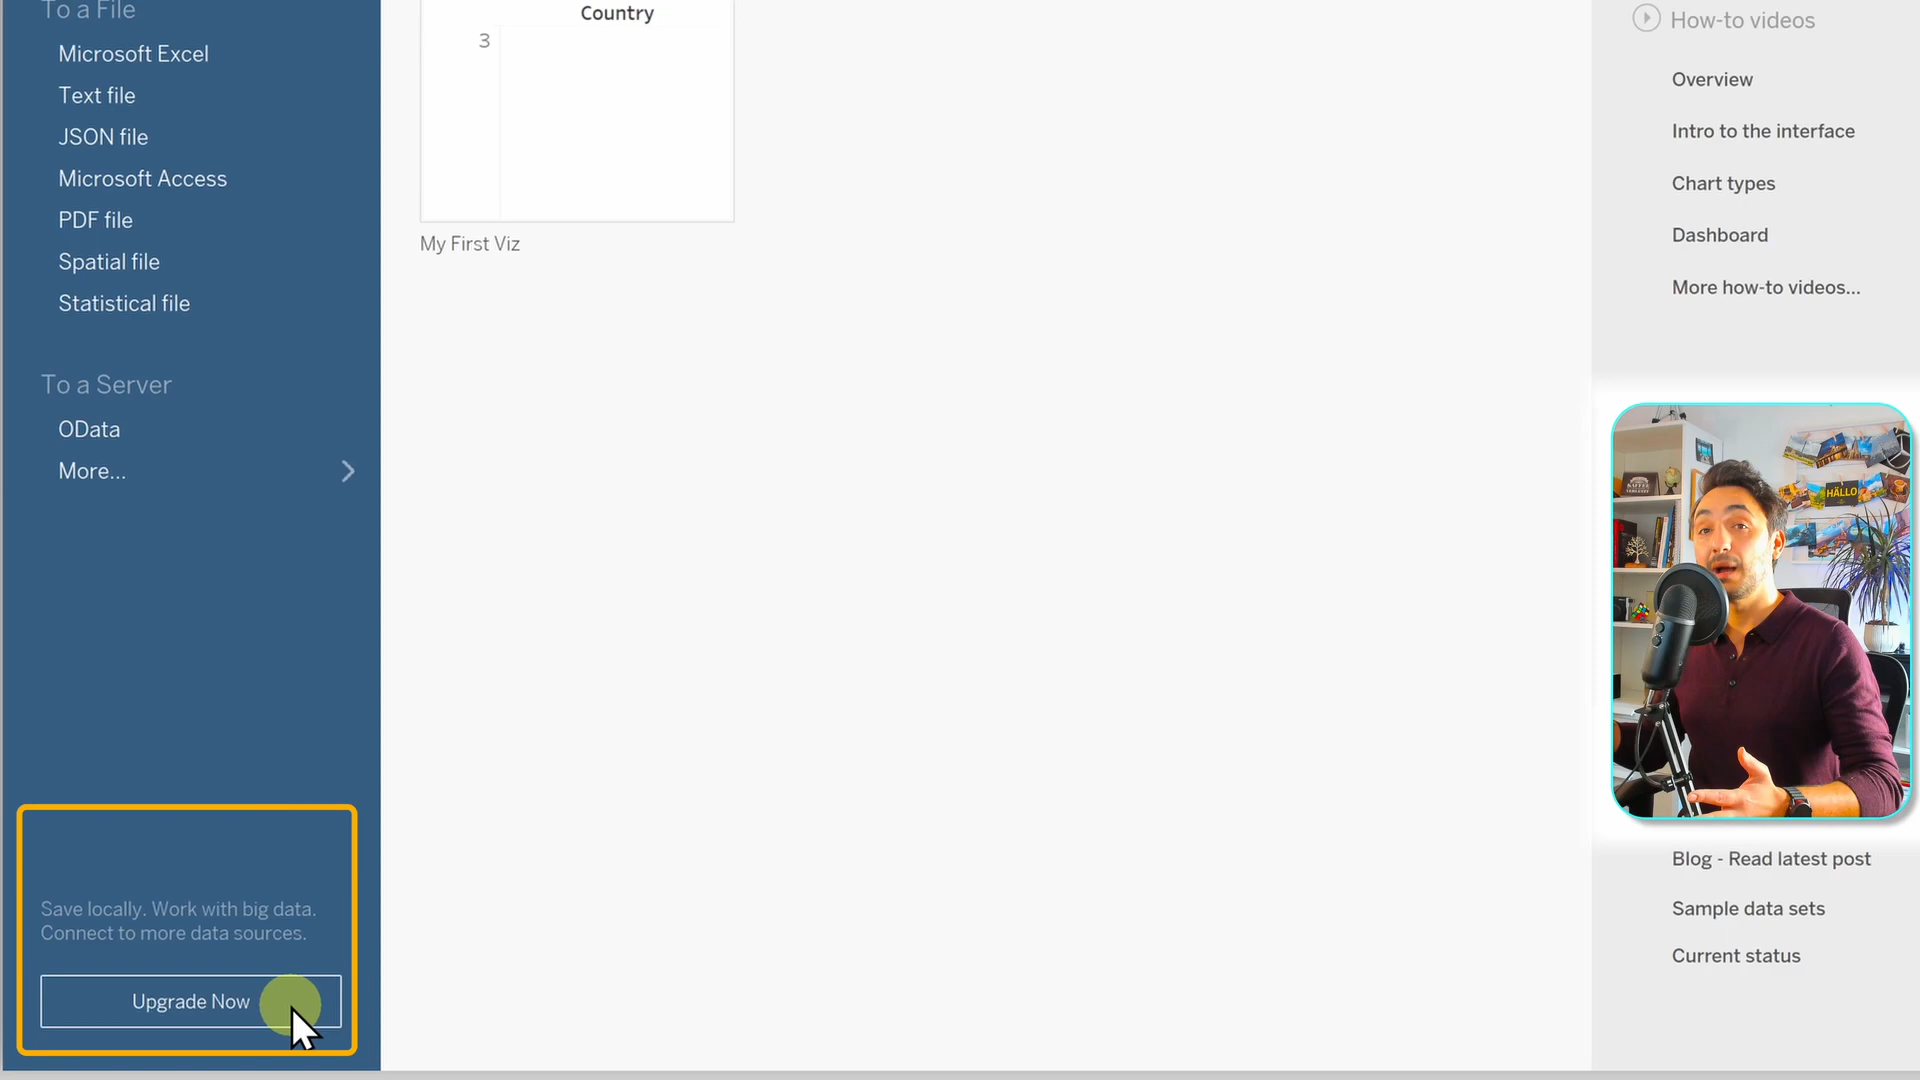 To a File
Microsoft Excel
Text file
JSON file
Microsoft Access
PDF file
Spatial file
Statistical file
To a Server
OData
More...
Save locally. Work with big data.
Connect to more data sources.
Upgrade Now
Country
3
My First Viz
How-to videos
Overview
Intro to the interface
Chart types
Dashboard
More how-to videos...
HÄLLO
Blog - Read latest post
Sample data sets
Current status